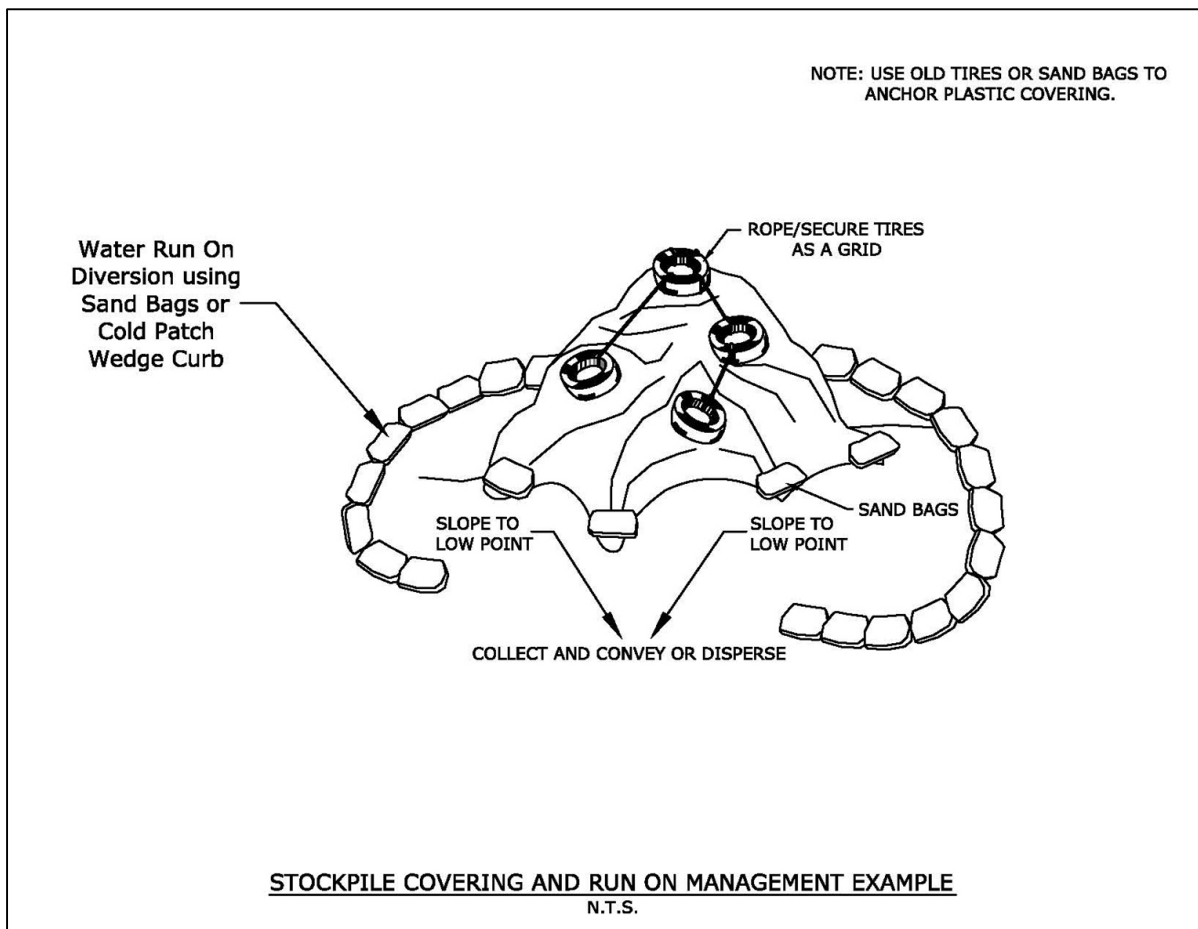 NOTE: USE OLD TIRES OR SAND BAGS TO
ANCHOR PLASTIC COVERING.
ROPE/SECURE TIRES
AS A GRID
Water Run On
Diversion using
Sand Bags or
Cold Patch
Wedge Curb
SAND BAGS
SLOPE TO
LOW POINT
SLOPE TO
LOW POINT
COLLECT AND CONVEY OR DISPERSE
STOCKPILE COVERING AND RUN ON MANAGEMENT EXAMPLE
N.T.S.